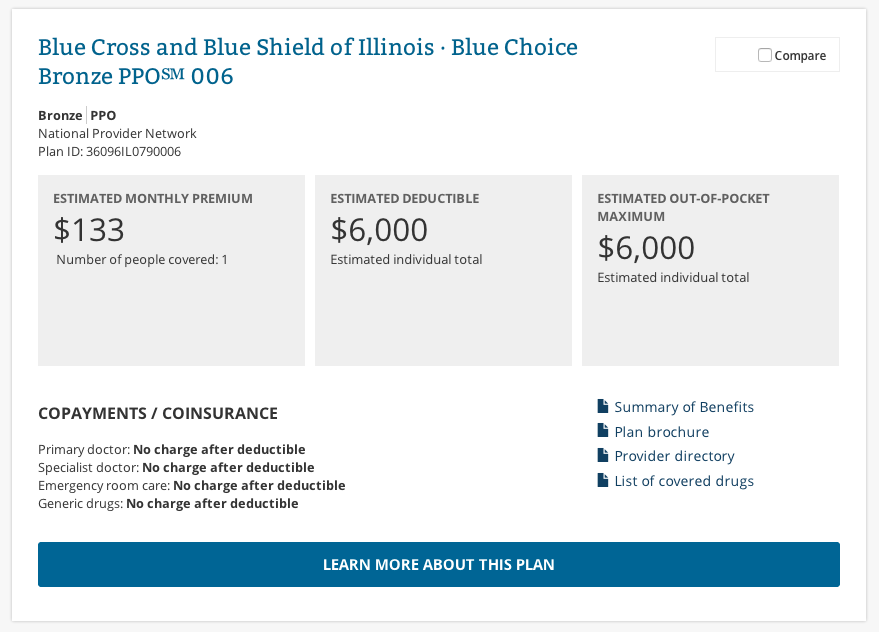 Blue Cross and Blue Shield of Illinois · Blue Choice
Bronze PPO℠ 006
Compare
Bronze PPO
National Provider Network
Plan ID: 36096IL0790006
ESTIMATED MONTHLY PREMIUM
$133
Number of people covered: 1
ESTIMATED DEDUCTIBLE
$6,000
Estimated individual total
ESTIMATED OUT-OF-POCKET
MAXIMUM
$6,000
Estimated individual total
COPAYMENTS / COINSURANCE
Primary doctor: No charge after deductible
Specialist doctor: No charge after deductible
Emergency room care: No charge after deductible
Generic drugs: No charge after deductible
Summary of Benefits
Plan brochure
Provider directory
List of covered drugs
LEARN MORE ABOUT THIS PLAN